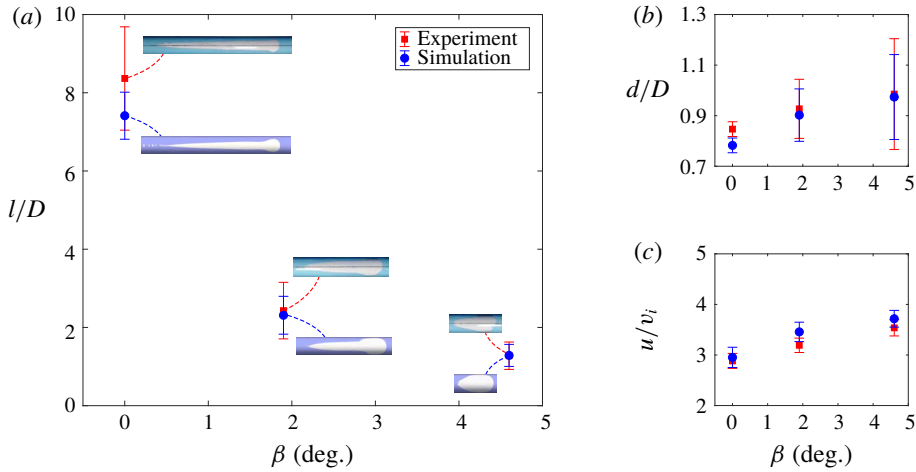 (a)
10
8
6
4
2
0
l/D
0 1 2 3 4 5
β (deg.)
Experiment
Simulation
(b)
1.3
1.1
0.9
0.7
d/D
0 1 2 3 4 5
(c)
5
4
3
2
u/v_i
0 1 2 3 4 5
β (deg.)